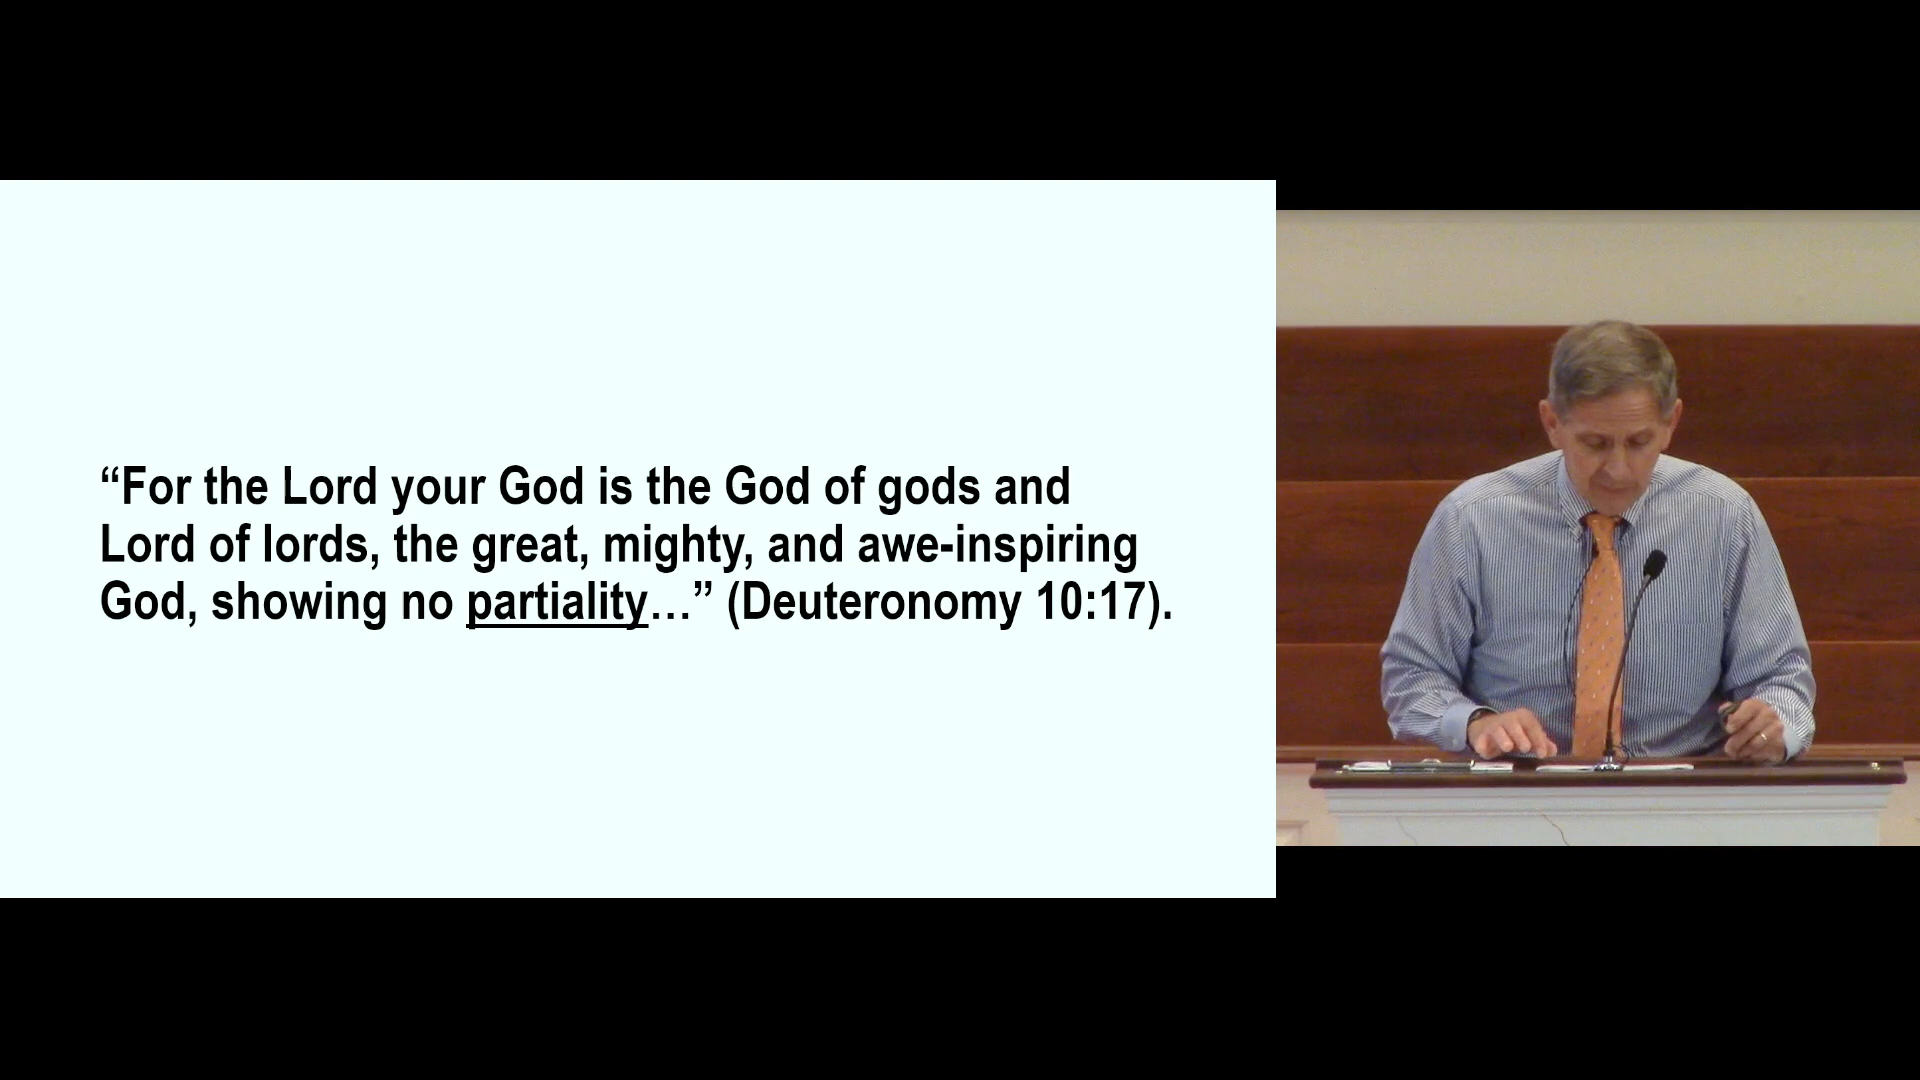 “For the Lord your God is the God of gods and
Lord of lords, the great, mighty, and awe-inspiring
God, showing no partiality…” (Deuteronomy 10:17).